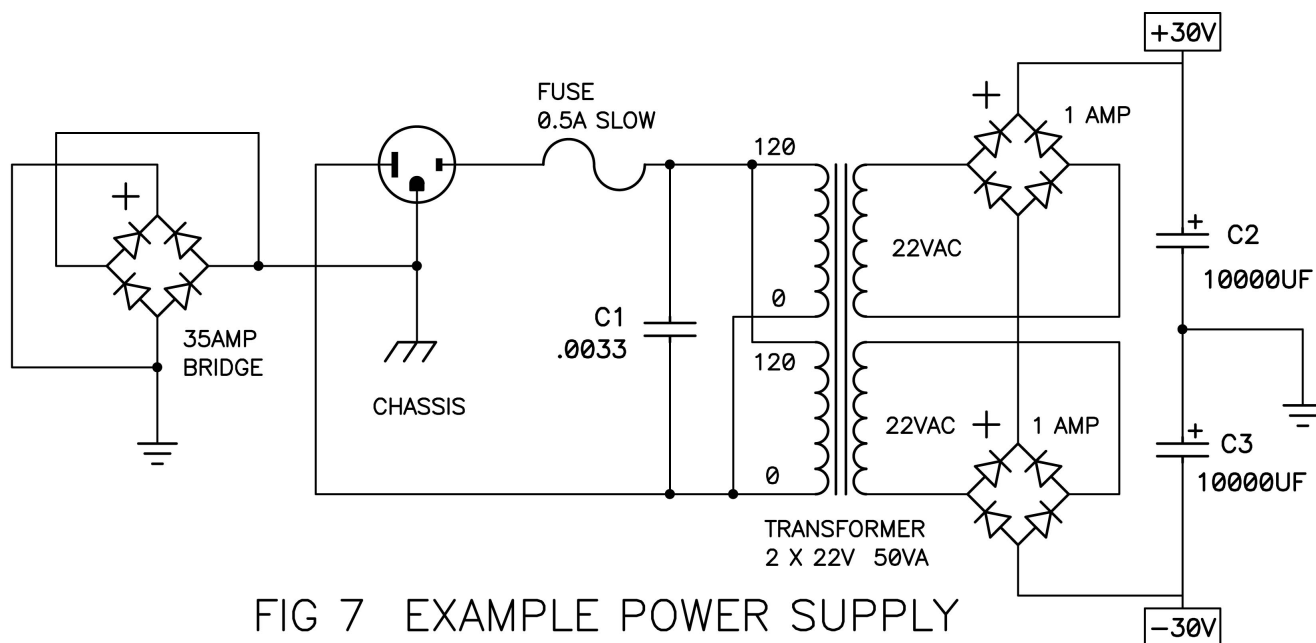 +30V
FUSE
0.5A SLOW
+
1 AMP
120
+
22VAC
+
C2
10000UF
0
C1
.0033
35AMP
BRIDGE
120
CHASSIS
22VAC
+
1 AMP
+
C3
10000UF
0
TRANSFORMER
2 X 22V 50VA
FIG 7 EXAMPLE POWER SUPPLY
-30V